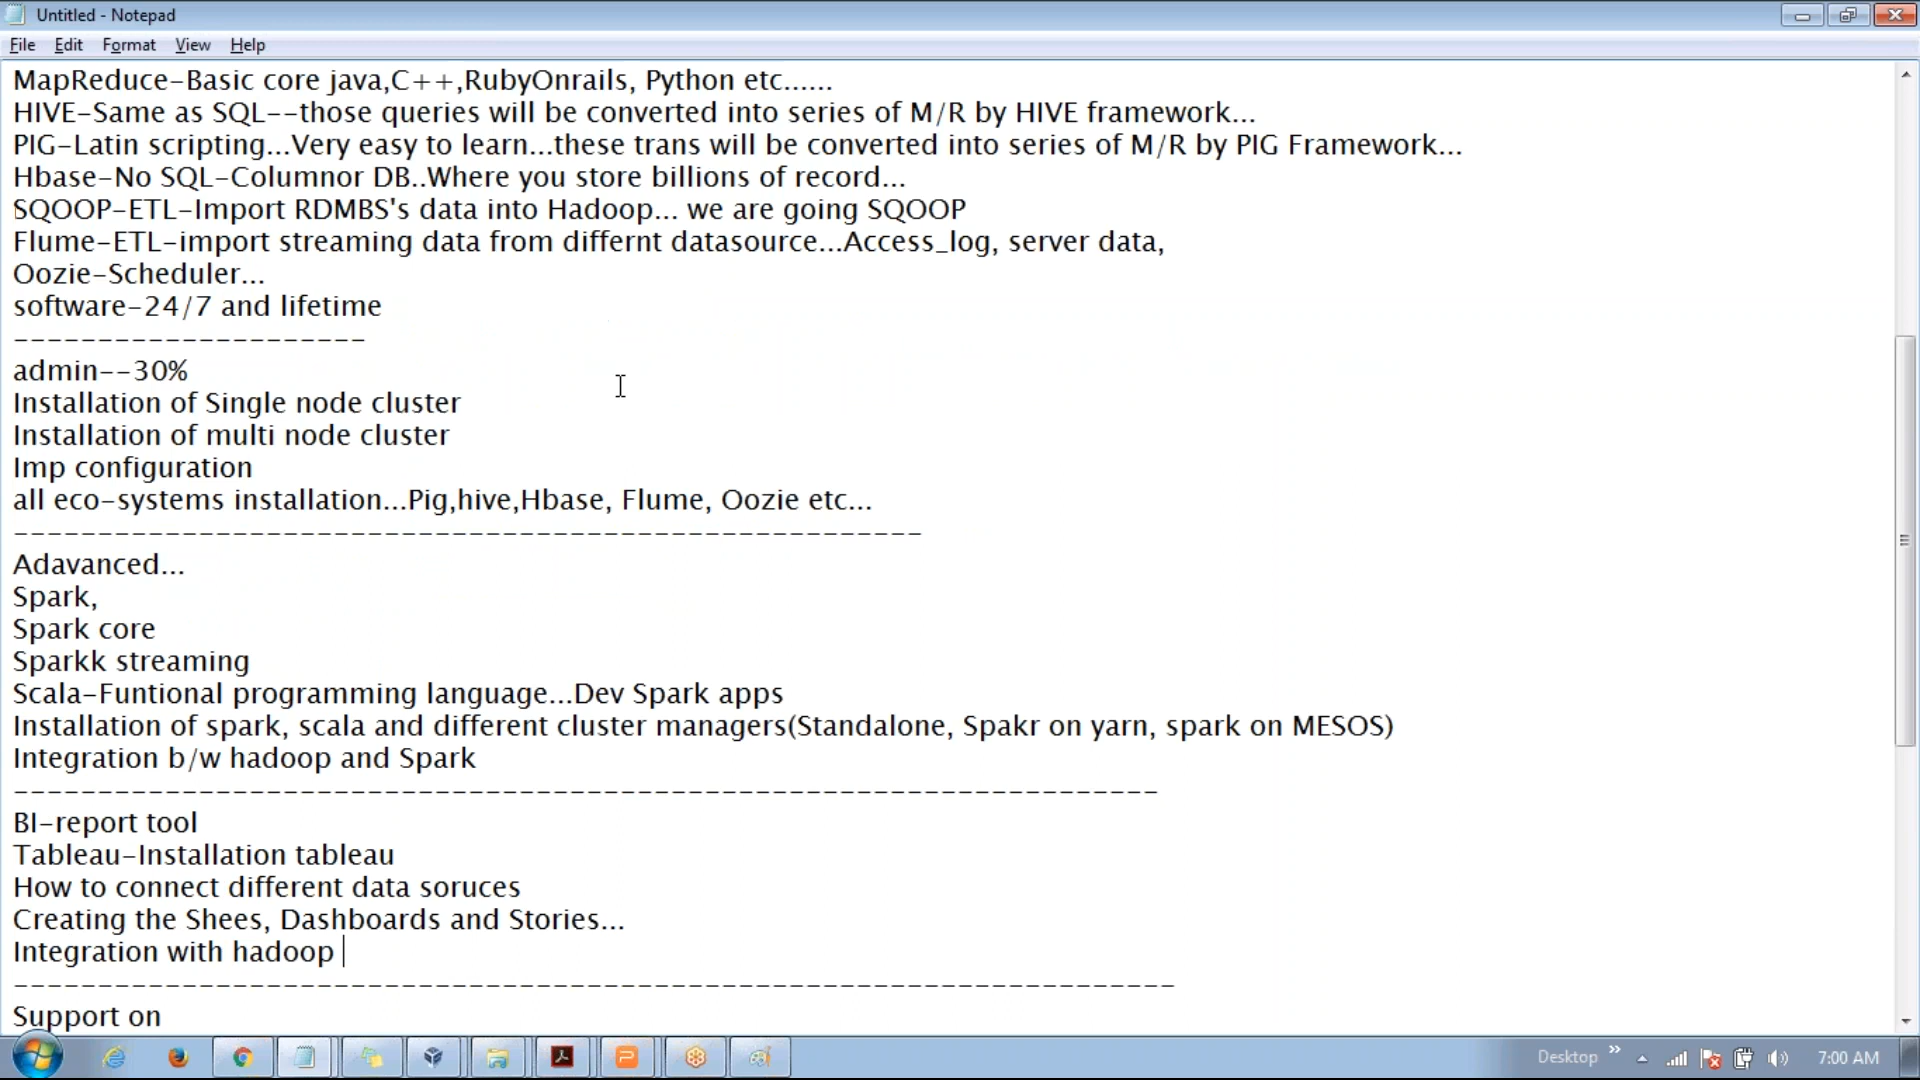 Untitled - Notepad
File Edit Format View Help
MapReduce-Basic core java,C++,RubyOnrails, Python etc......
HIVE-Same as SQL--those queries will be converted into series of M/R by HIVE framework...
PIG-Latin scripting...Very easy to learn...these trans will be converted into series of M/R by PIG Framework...
Hbase-No SQL-Columnor DB..Where you store billions of record...
SQOOP-ETL-Import RDMBS's data into Hadoop... we are going SQOOP
Flume-ETL-import streaming data from differnt datasource...Access_log, server data,
Oozie-Scheduler...
software-24/7 and lifetime
---------------------
admin--30%
Installation of Single node cluster
Installation of multi node cluster
Imp configuration
all eco-systems installation...Pig,hive,Hbase, Flume, Oozie etc...
------------------------------------------------------
Adavanced...
Spark,
Spark core
Sparkk streaming
Scala-Funtional programming language...Dev Spark apps
Installation of spark, scala and different cluster managers(Standalone, Spakr on yarn, spark on MESOS)
Integration b/w hadoop and Spark
--------------------------------------------------------------------
BI-report tool
Tableau-Installation tableau
How to connect different data soruces
Creating the Shees, Dashboards and Stories...
Integration with hadoop
---------------------------------------------------------------------
Support on
Desktop 7:00 AM